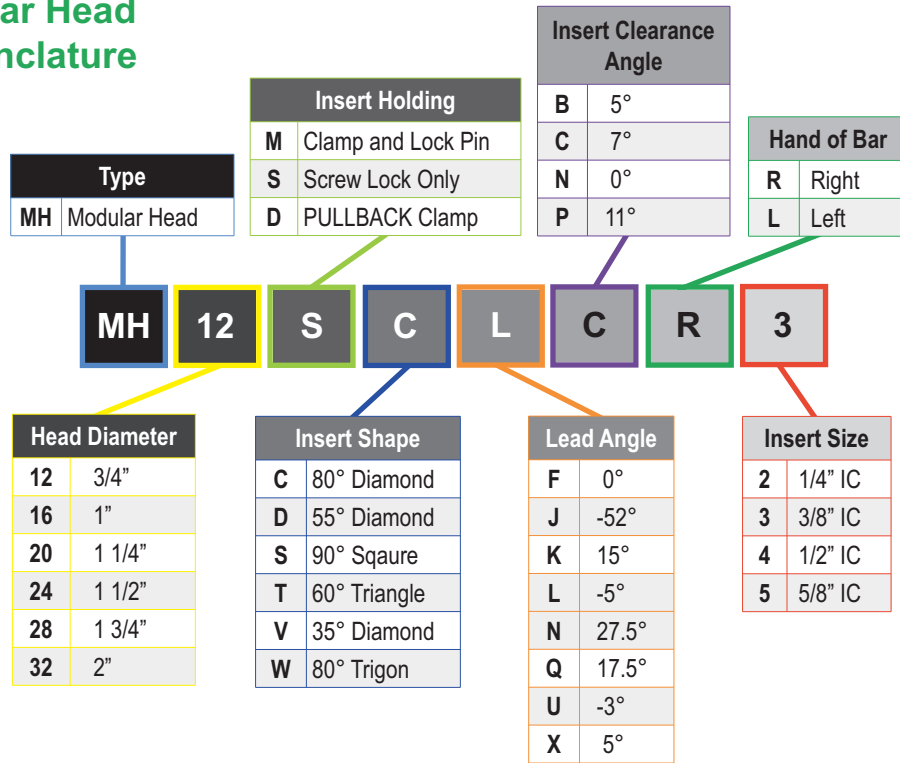 ar Head
nclature
Type
MH Modular Head
Insert Holding
M Clamp and Lock Pin
S Screw Lock Only
D PULLBACK Clamp
Insert Clearance
Angle
B 5°
C 7°
N 0°
P 11°
Hand of Bar
R Right
L Left
MH 12 S C L C R 3
Head Diameter
12 3/4”
16 1”
20 1 1/4”
24 1 1/2”
28 1 3/4”
32 2”
Insert Shape
C 80° Diamond
D 55° Diamond
S 90° Sqaure
T 60° Triangle
V 35° Diamond
W 80° Trigon
Lead Angle
F 0°
J -52°
K 15°
L -5°
N 27.5°
Q 17.5°
U -3°
X 5°
Insert Size
2 1/4” IC
3 3/8” IC
4 1/2” IC
5 5/8” IC